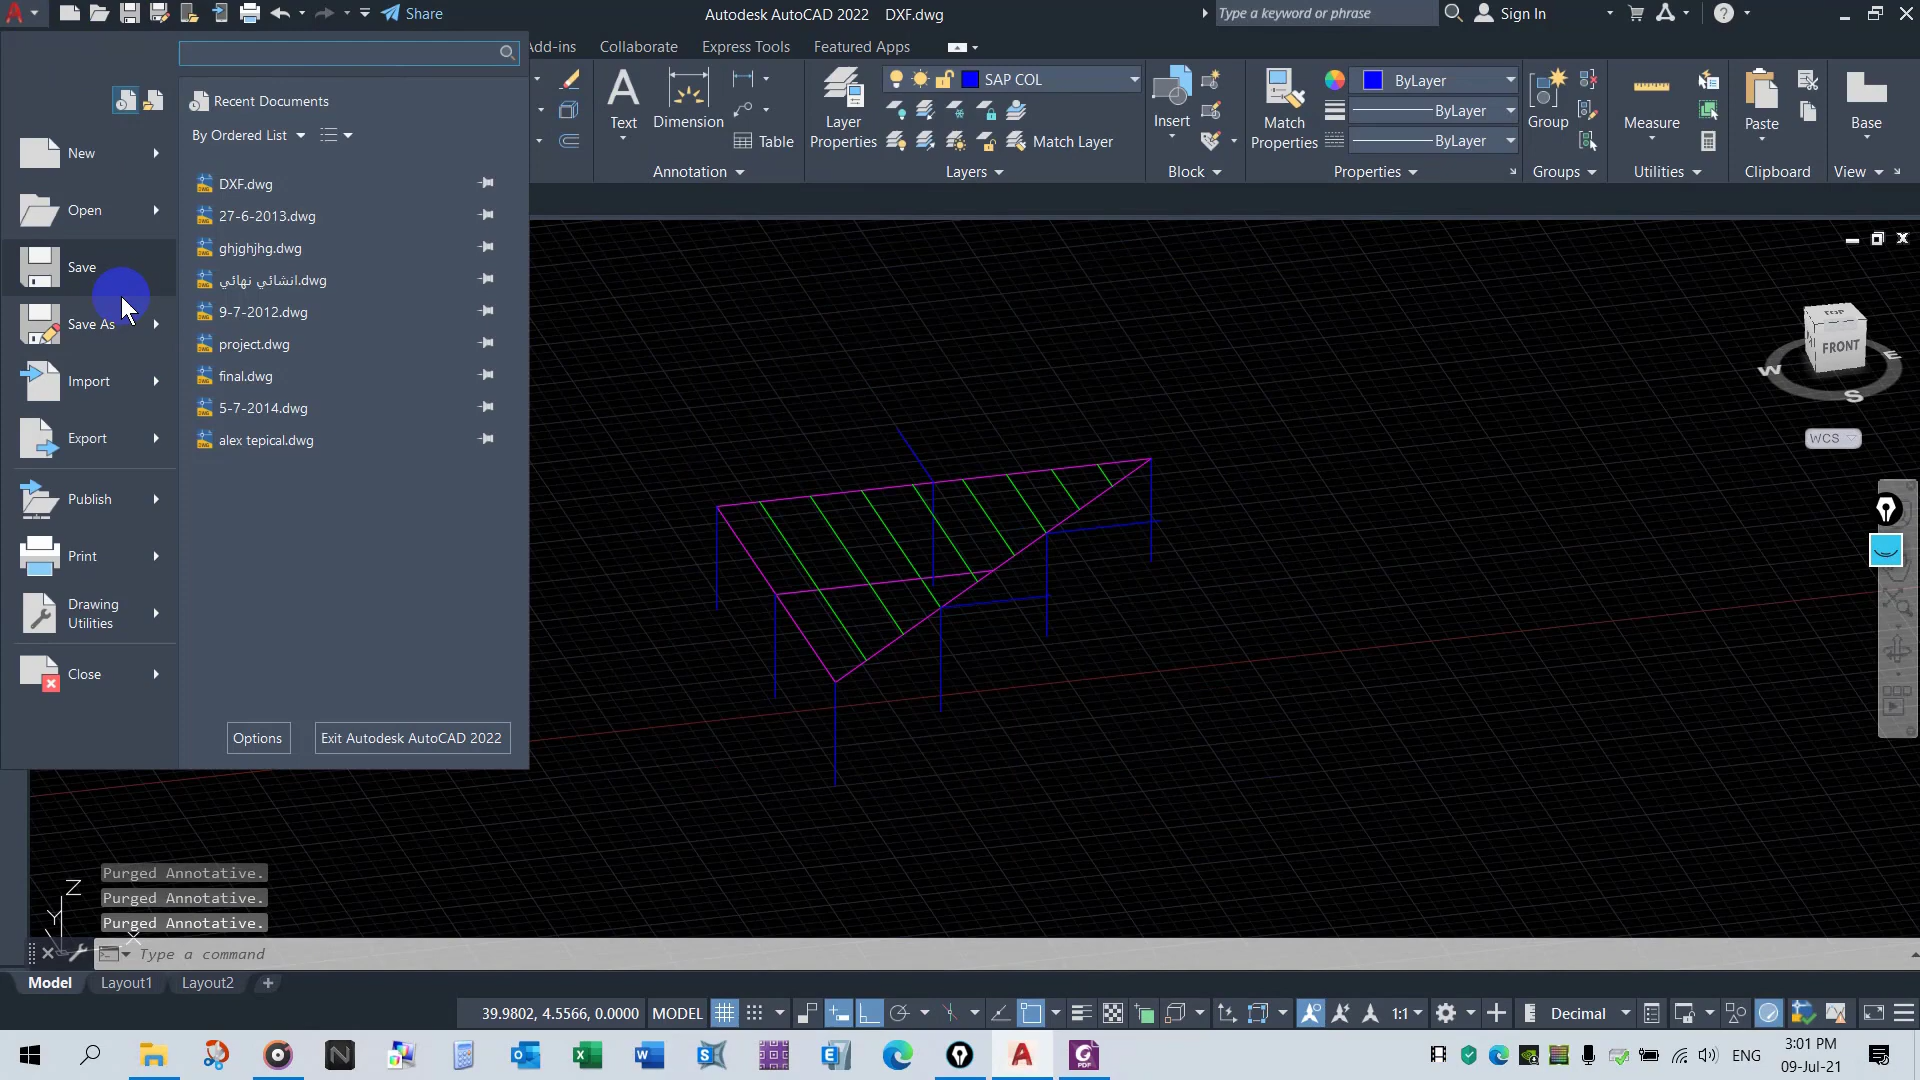 Share
Autodesk AutoCAD 2022 DXF.dwg
Type a keyword or phrase
Sign In
Add-ins
Collaborate
Express Tools
Featured Apps
Recent Documents
By Ordered List
New
Open
Save
Save As
Import
Export
Publish
Print
Drawing
Utilities
Close
DXF.dwg
27-6-2013.dwg
ghjghjhg.dwg
انشائي نهائي.dwg
9-7-2012.dwg
project.dwg
final.dwg
5-7-2014.dwg
alex tepical.dwg
Options
Exit Autodesk AutoCAD 2022
Text
Dimension
Table
Annotation
Layer
Properties
SAP COL
Match Layer
Layers
Insert
Block
Match
Properties
ByLayer
ByLayer
ByLayer
Properties
Group
Groups
Measure
Utilities
Paste
Clipboard
Base
View
TOP
FRONT
W
E
S
WCS
Purged Annotative.
Purged Annotative.
Purged Annotative.
Z
Y
X
Type a command
Model
Layout1
Layout2
39.9802, 4.5566, 0.0000
MODEL
1:1
Decimal
ENG
3:01 PM
09-Jul-21